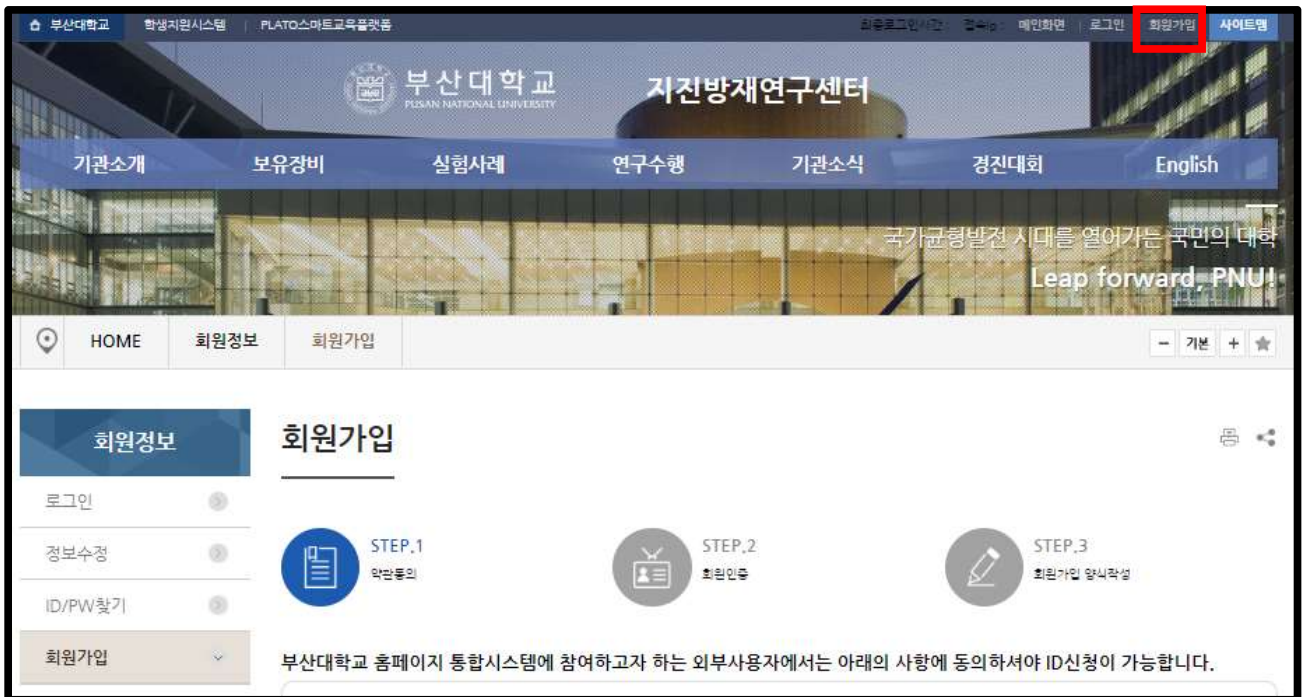 부산대학교 학생지원시스템 PLATO스마트교육플랫폼 최종로그인시간: 접속ip: 메인화면 로그인 회원가입 사이트맵
부산대학교 지진방재연구센터
PUSAN NATIONAL UNIVERSITY
기관소개 보유장비 실험사례 연구수행 기관소식 경진대회 English
국가균형발전 시대를 열어가는 국민의 대학
Leap forward, PNU!
HOME 회원정보 회원가입 - 기본 +
회원정보
로그인
정보수정
ID/PW찾기
회원가입
회원가입
STEP.1
약관동의
STEP.2
회원인증
STEP.3
회원가입 양식작성
부산대학교 홈페이지 통합시스템에 참여하고자 하는 외부사용자에서는 아래의 사항에 동의하셔야 ID신청이 가능합니다.